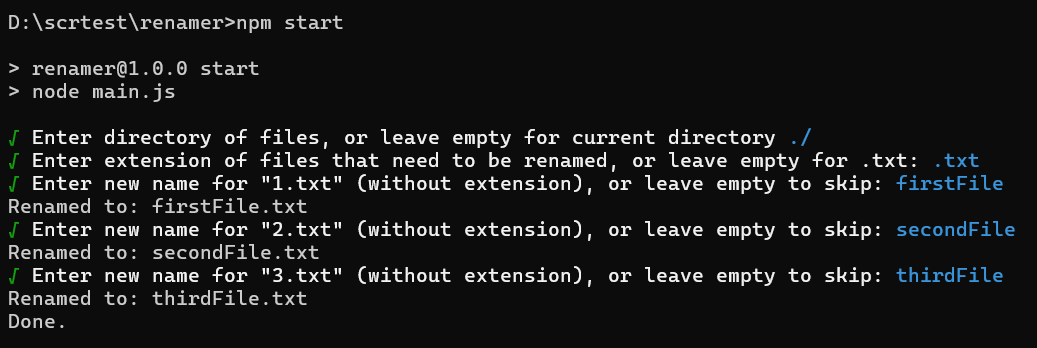 D:\scrtest\renamer>npm start
> renamer@1.0.0 start
> node main.js
√ Enter directory of files, or leave empty for current directory ./
√ Enter extension of files that need to be renamed, or leave empty for .txt: .txt
√ Enter new name for "1.txt" (without extension), or leave empty to skip: firstFile
Renamed to: firstFile.txt
√ Enter new name for "2.txt" (without extension), or leave empty to skip: secondFile
Renamed to: secondFile.txt
√ Enter new name for "3.txt" (without extension), or leave empty to skip: thirdFile
Renamed to: thirdFile.txt
Done.